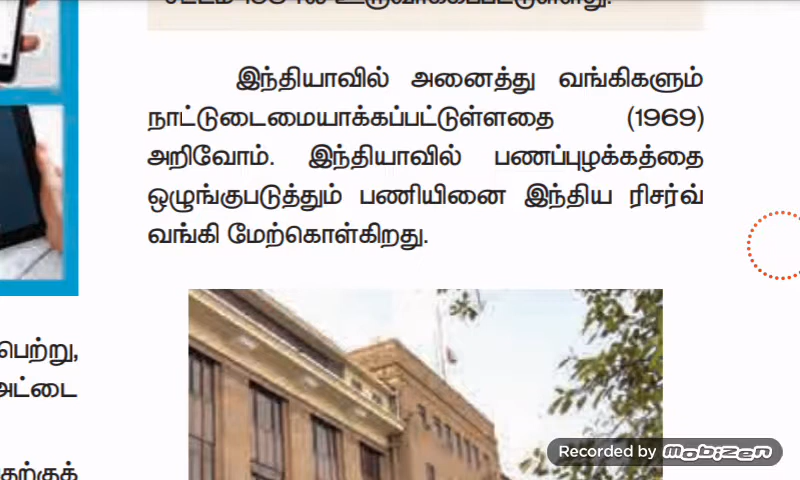 இந்தியாவில் அனைத்து வங்கிகளும்
நாட்டுடைமையாக்கப்பட்டுள்ளதை (1969)
அறிவோம். இந்தியாவில் பணப்புழக்கத்தை
ஒழுங்குபடுத்தும் பணியினை இந்திய ரிசர்வ்
வங்கி மேற்கொள்கிறது.
பெற்று,
அட்டை
Recorded by mobizen